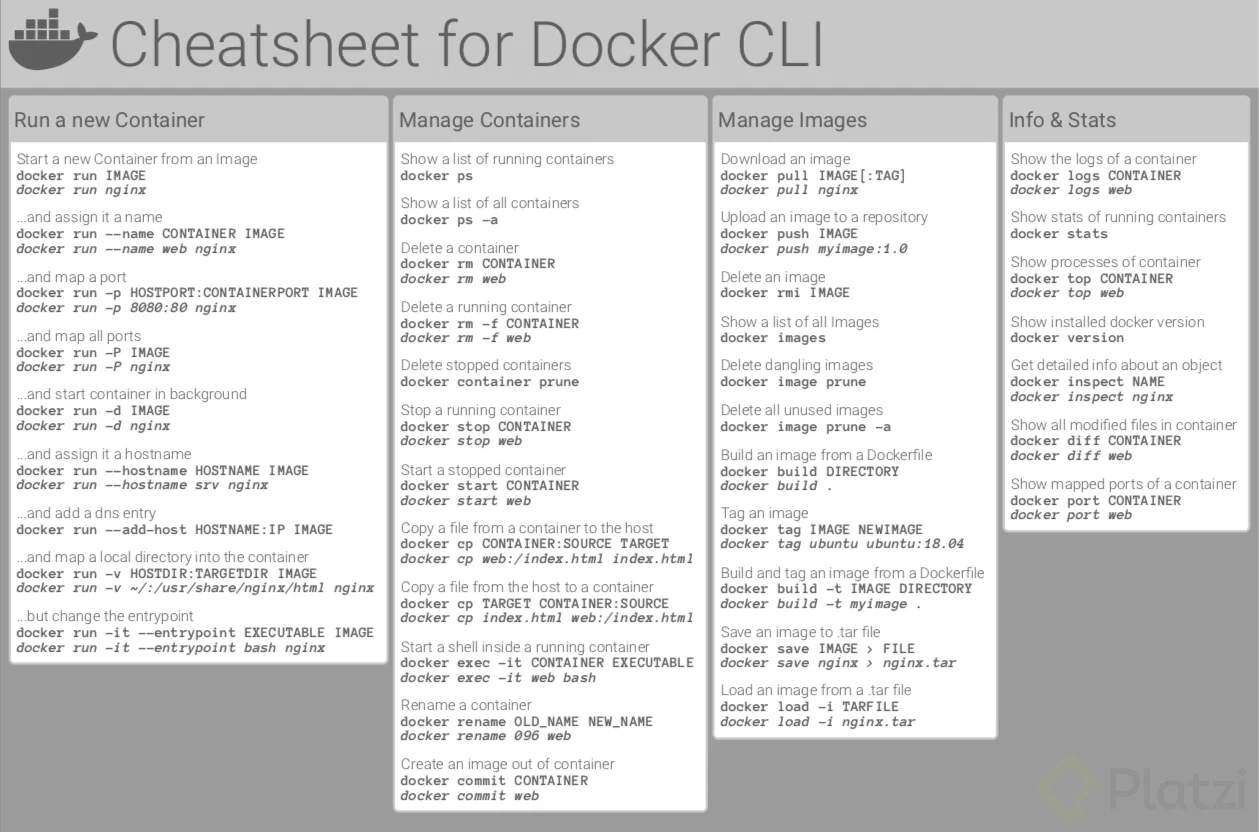 Cheatsheet for Docker CLI
Run a new Container
Start a new Container from an Image
docker run IMAGE
docker run nginx
...and assign it a name
docker run --name CONTAINER IMAGE
docker run --name web nginx
...and map a port
docker run -p HOSTPORT:CONTAINERPORT IMAGE
docker run -p 8080:80 nginx
...and map all ports
docker run -P IMAGE
docker run -P nginx
...and start container in background
docker run -d IMAGE
docker run -d nginx
...and assign it a hostname
docker run --hostname HOSTNAME IMAGE
docker run --hostname srv nginx
...and add a dns entry
docker run --add-host HOSTNAME:IP IMAGE
...and map a local directory into the container
docker run -v HOSTDIR:TARGETDIR IMAGE
docker run -v ~/:/usr/share/nginx/html nginx
...but change the entrypoint
docker run -it --entrypoint EXECUTABLE IMAGE
docker run -it --entrypoint bash nginx
Manage Containers
Show a list of running containers
docker ps
Show a list of all containers
docker ps -a
Delete a container
docker rm CONTAINER
docker rm web
Delete a running container
docker rm -f CONTAINER
docker rm -f web
Delete stopped containers
docker container prune
Stop a running container
docker stop CONTAINER
docker stop web
Start a stopped container
docker start CONTAINER
docker start web
Copy a file from a container to the host
docker cp CONTAINER:SOURCE TARGET
docker cp web:/index.html index.html
Copy a file from the host to a container
docker cp TARGET CONTAINER:SOURCE
docker cp index.html web:/index.html
Start a shell inside a running container
docker exec -it CONTAINER EXECUTABLE
docker exec -it web bash
Rename a container
docker rename OLD_NAME NEW_NAME
docker rename 096 web
Create an image out of container
docker commit CONTAINER
docker commit web
Manage Images
Download an image
docker pull IMAGE[:TAG]
docker pull nginx
Upload an image to a repository
docker push IMAGE
docker push myimage:1.0
Delete an image
docker rmi IMAGE
Show a list of all Images
docker images
Delete dangling images
docker image prune
Delete all unused images
docker image prune -a
Build an image from a Dockerfile
docker build DIRECTORY
docker build .
Tag an image
docker tag IMAGE NEWIMAGE
docker tag ubuntu ubuntu:18.04
Build and tag an image from a Dockerfile
docker build -t IMAGE DIRECTORY
docker build -t myimage .
Save an image to .tar file
docker save IMAGE > FILE
docker save nginx > nginx.tar
Load an image from a .tar file
docker load -i TARFILE
docker load -i nginx.tar
Info & Stats
Show the logs of a container
docker logs CONTAINER
docker logs web
Show stats of running containers
docker stats
Show processes of container
docker top CONTAINER
docker top web
Show installed docker version
docker version
Get detailed info about an object
docker inspect NAME
docker inspect nginx
Show all modified files in container
docker diff CONTAINER
docker diff web
Show mapped ports of a container
docker port CONTAINER
docker port web
Platzi